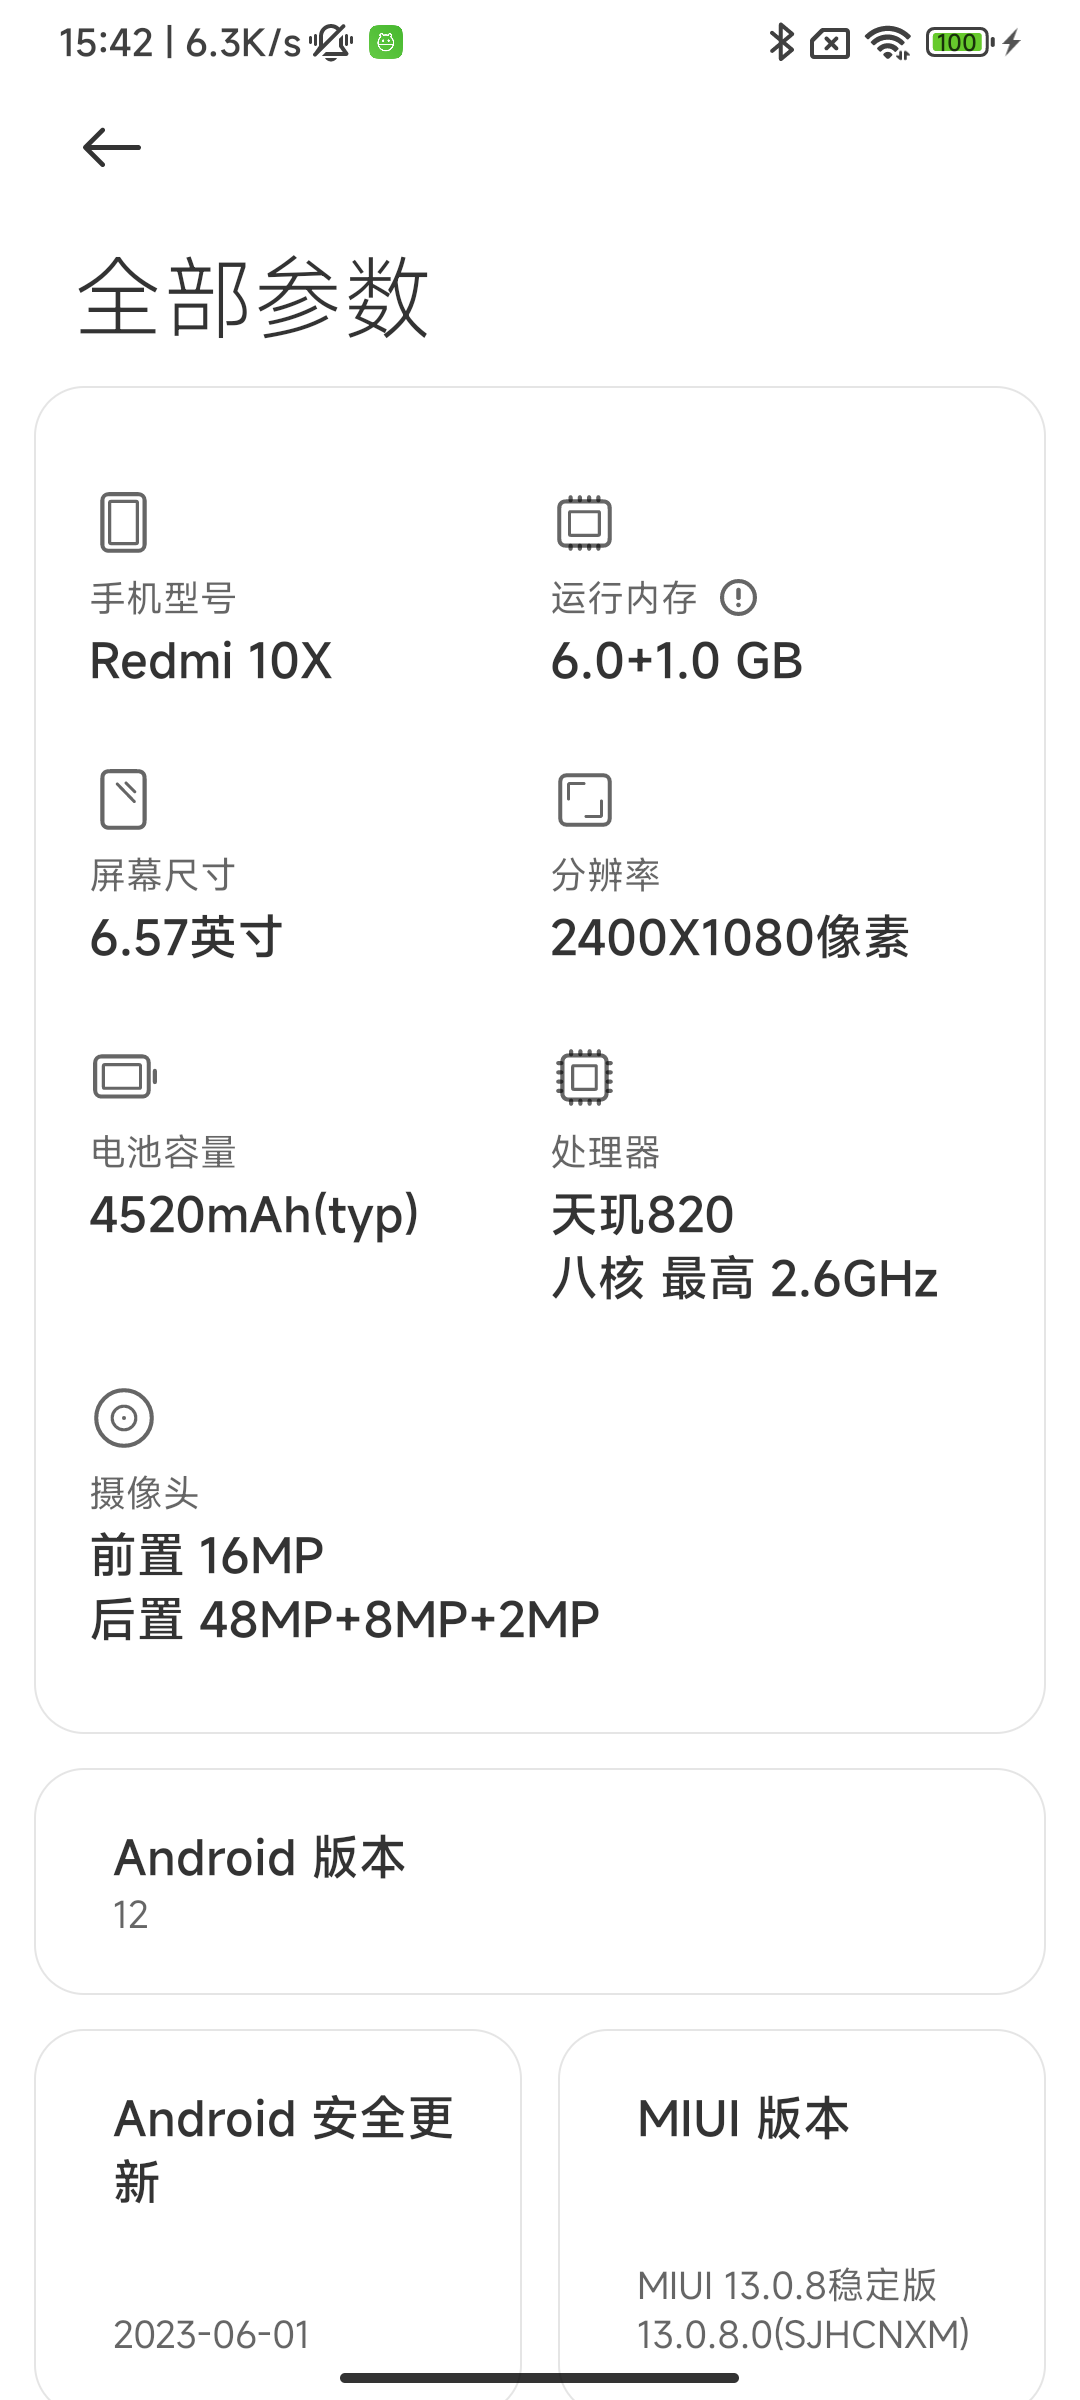 15:42 | 6.3K/s
100
全部参数
手机型号
Redmi 10X
运行内存
6.0+1.0 GB
屏幕尺寸
6.57英寸
分辨率
2400X1080像素
电池容量
4520mAh(typ)
处理器
天玑820
八核 最高 2.6GHz
摄像头
前置 16MP
后置 48MP+8MP+2MP
Android 版本
12
Android 安全更
新
2023-06-01
MIUI 版本
MIUI 13.0.8稳定版
13.0.8.0(SJHCNXM)